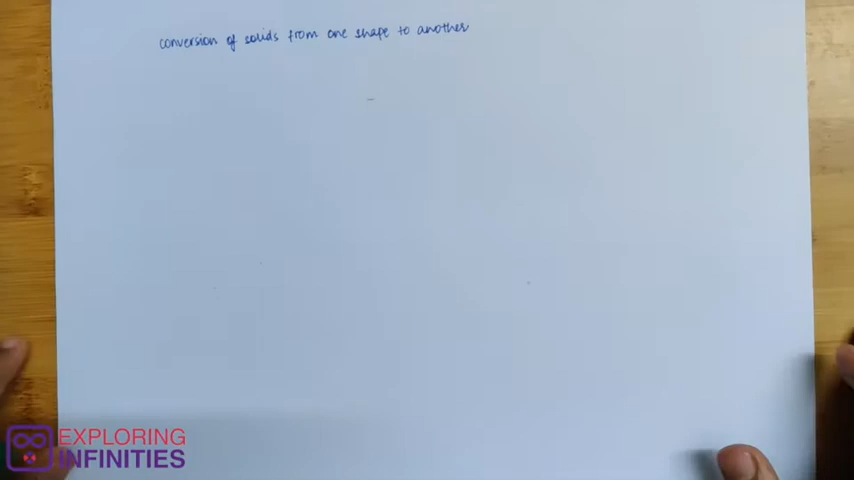 conversion of solids from one shape to another
EXPLORING
INFINITIES